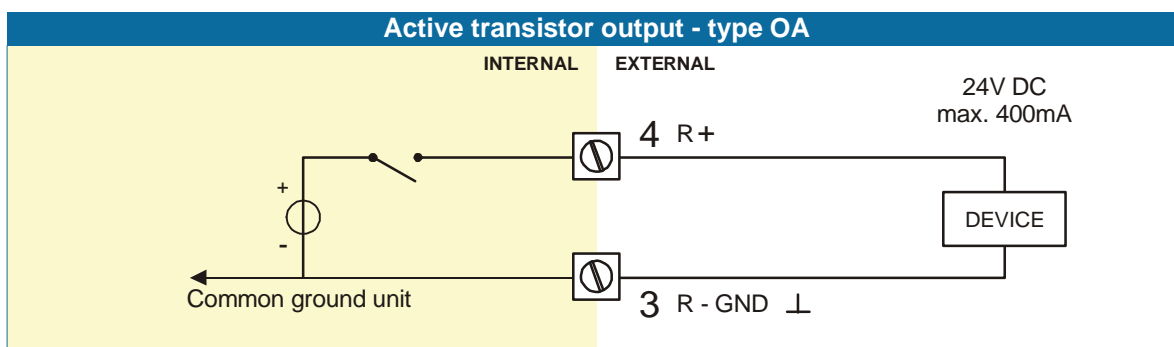 Active transistor output - type OA
INTERNAL EXTERNAL
24V DC
max. 400mA
4 R+
+
-
DEVICE
Common ground unit
3 R - GND ⊥